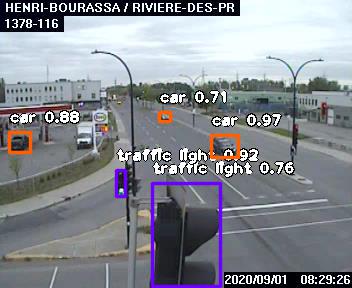 HENRI-BOURASSA / RIVIERE-DES-PR
1378-116
car 0.71
car 0.88
car 0.97
traffic light 0.92
traffic light 0.76
2020/09/01 08:29:26